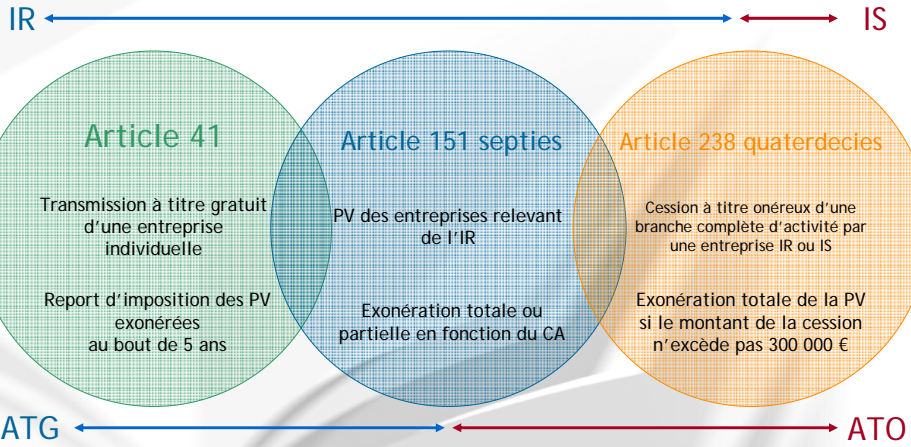 IR
IS
Article 41
Transmission à titre gratuit
d'une entreprise
individuelle
Report d'imposition des PV
exonérées
au bout de 5 ans
Article 151 septies
PV des entreprises relevant
de l'IR
Exonération totale ou
partielle en fonction du CA
Article 238 quaterdecies
Cession à titre onéreux d'une
branche complète d'activité par
une entreprise IR ou IS
Exonération totale de la PV
si le montant de la cession
n'excède pas 300 000 €
ATG
ATO